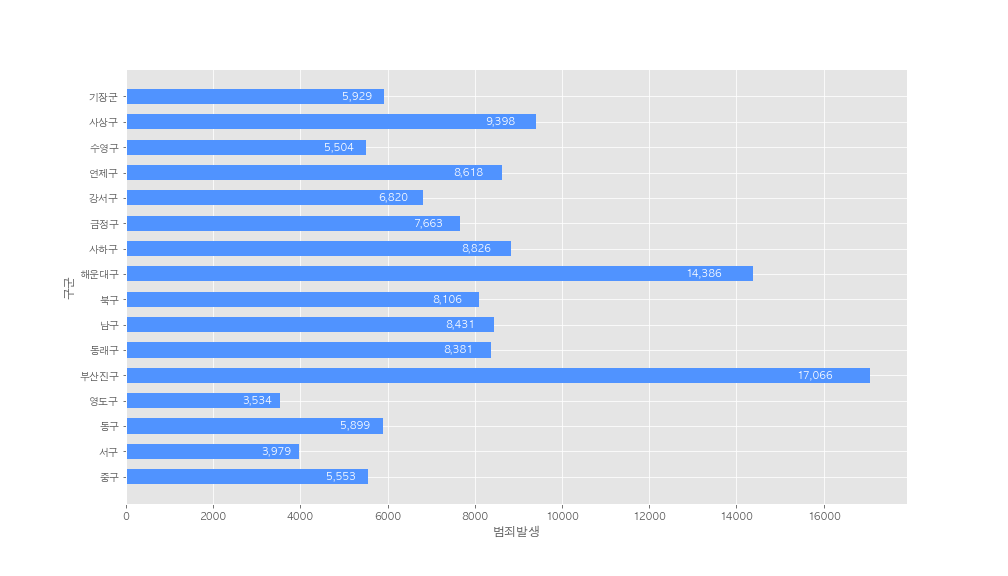 기장군 5,929
사상구 9,398
수영구 5,504
연제구 8,618
강서구 6,820
금정구 7,663
사하구 8,826
해운대구 14,386
북구 8,106
남구 8,431
동래구 8,381
부산진구 17,066
영도구 3,534
동구 5,899
서구 3,979
중구 5,553
구군
0 2000 4000 6000 8000 10000 12000 14000 16000
범죄발생